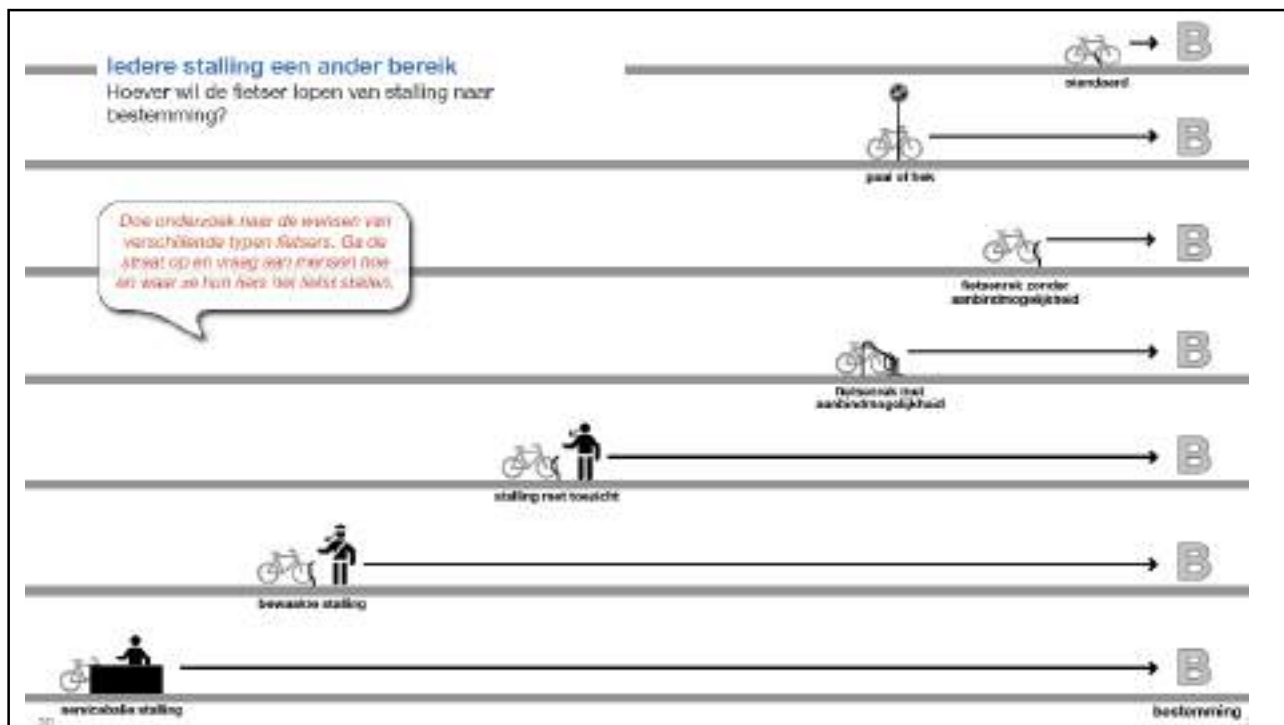 Iedere stalling een ander bereik
Hoever wil de fietser lopen van stalling naar
bestemming?
B
standaard
B
paal of hek
Doe onderzoek naar de wensen van
verschillende typen fietsers. Ga de
straat op en vraag aan mensen hoe
en waar ze hun fiets het liefst stallen.
B
fietsenrek zonder
aanbindmogelijkheid
B
fietsenrek met
aanbindmogelijkheid
B
stalling met toezicht
B
bewaakte stalling
B
servicebalie stalling
bestemming